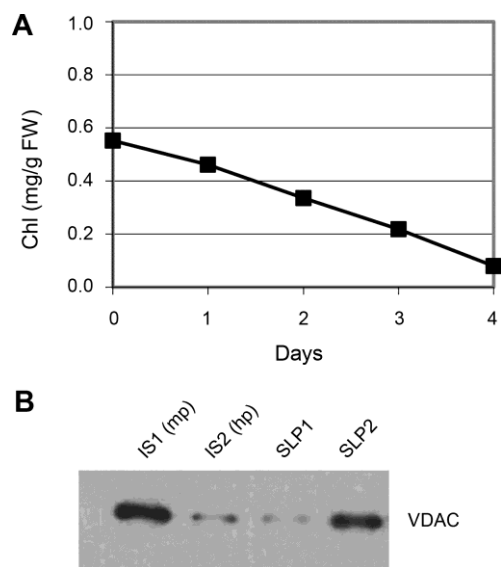 A
1.0
0.8
0.6
0.4
0.2
0.0
Chl (mg/g FW)
0 1 2 3 4
Days
B
IS1 (mp) IS2 (hp) SLP1 SLP2
VDAC